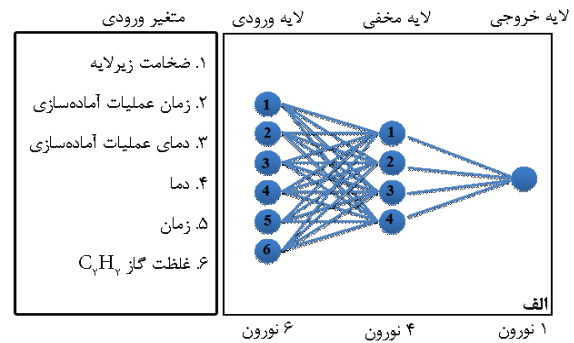 متغیر ورودی
لایه ورودی
لایه مخفی
لایه خروجی
۱. ضخامت زیرلایه
۲. زمان عملیات آماده‌سازی
۳. دمای عملیات آماده‌سازی
۴. دما
۵. زمان
۶. غلظت گاز C۲H۲
1
2
3
4
5
6
1
2
3
4
الف
۶ نورون
۴ نورون
۱ نورون